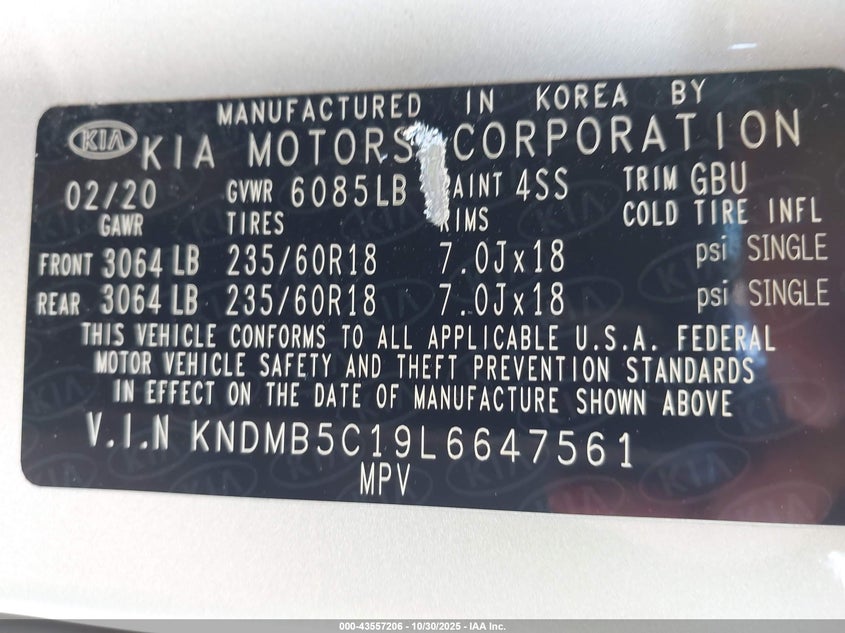 MANUFACTURED IN KOREA BY
KIA KIA MOTORS CORPORATION
02/20 GVWR 6085LB AINT 4SS TRIM GBU
GAWR TIRES IMS COLD TIRE INFL
FRONT 3064 LB 235/60R18 7.0Jx18 psi SINGLE
REAR 3064 LB 235/60R18 7.0Jx18 psi SINGLE
THIS VEHICLE CONFORMS TO ALL APPLICABLE U.S.A. FEDERAL
MOTOR VEHICLE SAFETY AND THEFT PREVENTION STANDARDS
IN EFFECT ON THE DATE OF MANUFACTURE SHOWN ABOVE
V.I.N KNDMB5C19L6647561
MPV
000-43557206 - 10/30/2025 - IAA Inc.